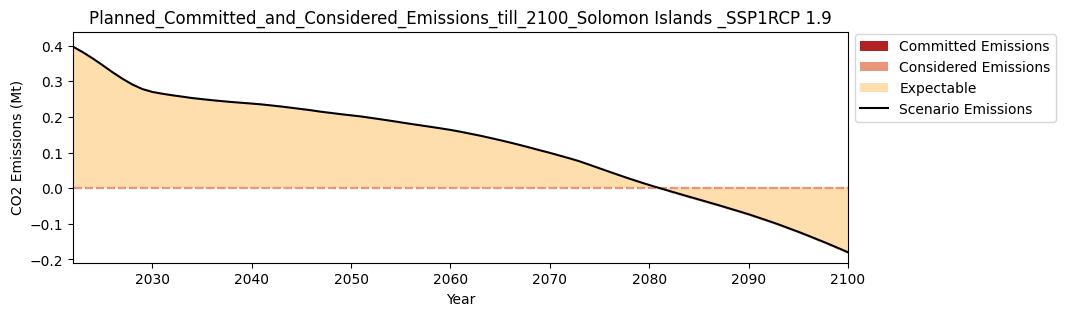 Planned_Committed_and_Considered_Emissions_till_2100_Solomon Islands _SSP1RCP 1.9
Committed Emissions
Considered Emissions
Expectable
Scenario Emissions
CO2 Emissions (Mt)
0.4
0.3
0.2
0.1
0.0
−0.1
−0.2
2030
2040
2050
2060
2070
2080
2090
2100
Year